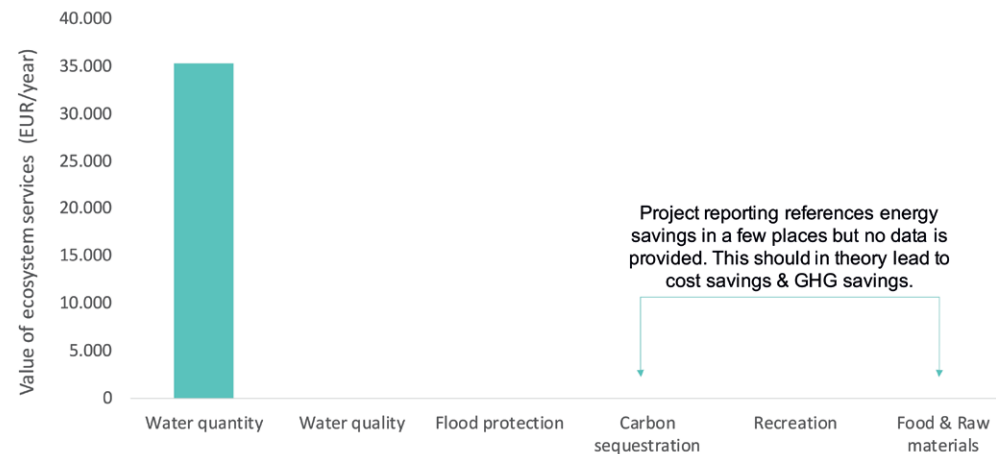 Value of ecosystem services (EUR/year)
40.000
35.000
30.000
25.000
20.000
15.000
10.000
5.000
0
Project reporting references energy
savings in a few places but no data is
provided. This should in theory lead to
cost savings & GHG savings.
Water quantity
Water quality
Flood protection
Carbon
sequestration
Recreation
Food & Raw
materials